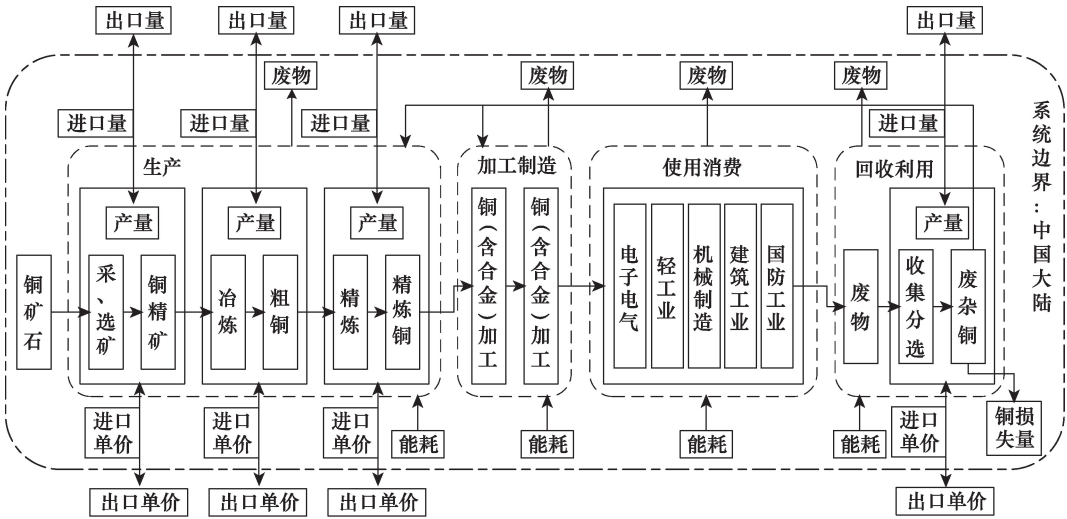 出口量
出口量
出口量
出口量
废物
废物
废物
废物
进口量
进口量
进口量
进口量
系统边界:中国大陆
生产
加工制造
使用消费
回收利用
产量
产量
产量
产量
铜矿石
采、选矿
铜精矿
冶炼
粗铜
精炼
精炼铜
铜(含合金)加工
铜(含合金)加工
电子电气
轻工业
机械制造
建筑工业
国防工业
废物
收集分选
废杂铜
进口
单价
进口
单价
进口
单价
能耗
能耗
能耗
能耗
进口
单价
铜损
失量
出口单价
出口单价
出口单价
出口单价